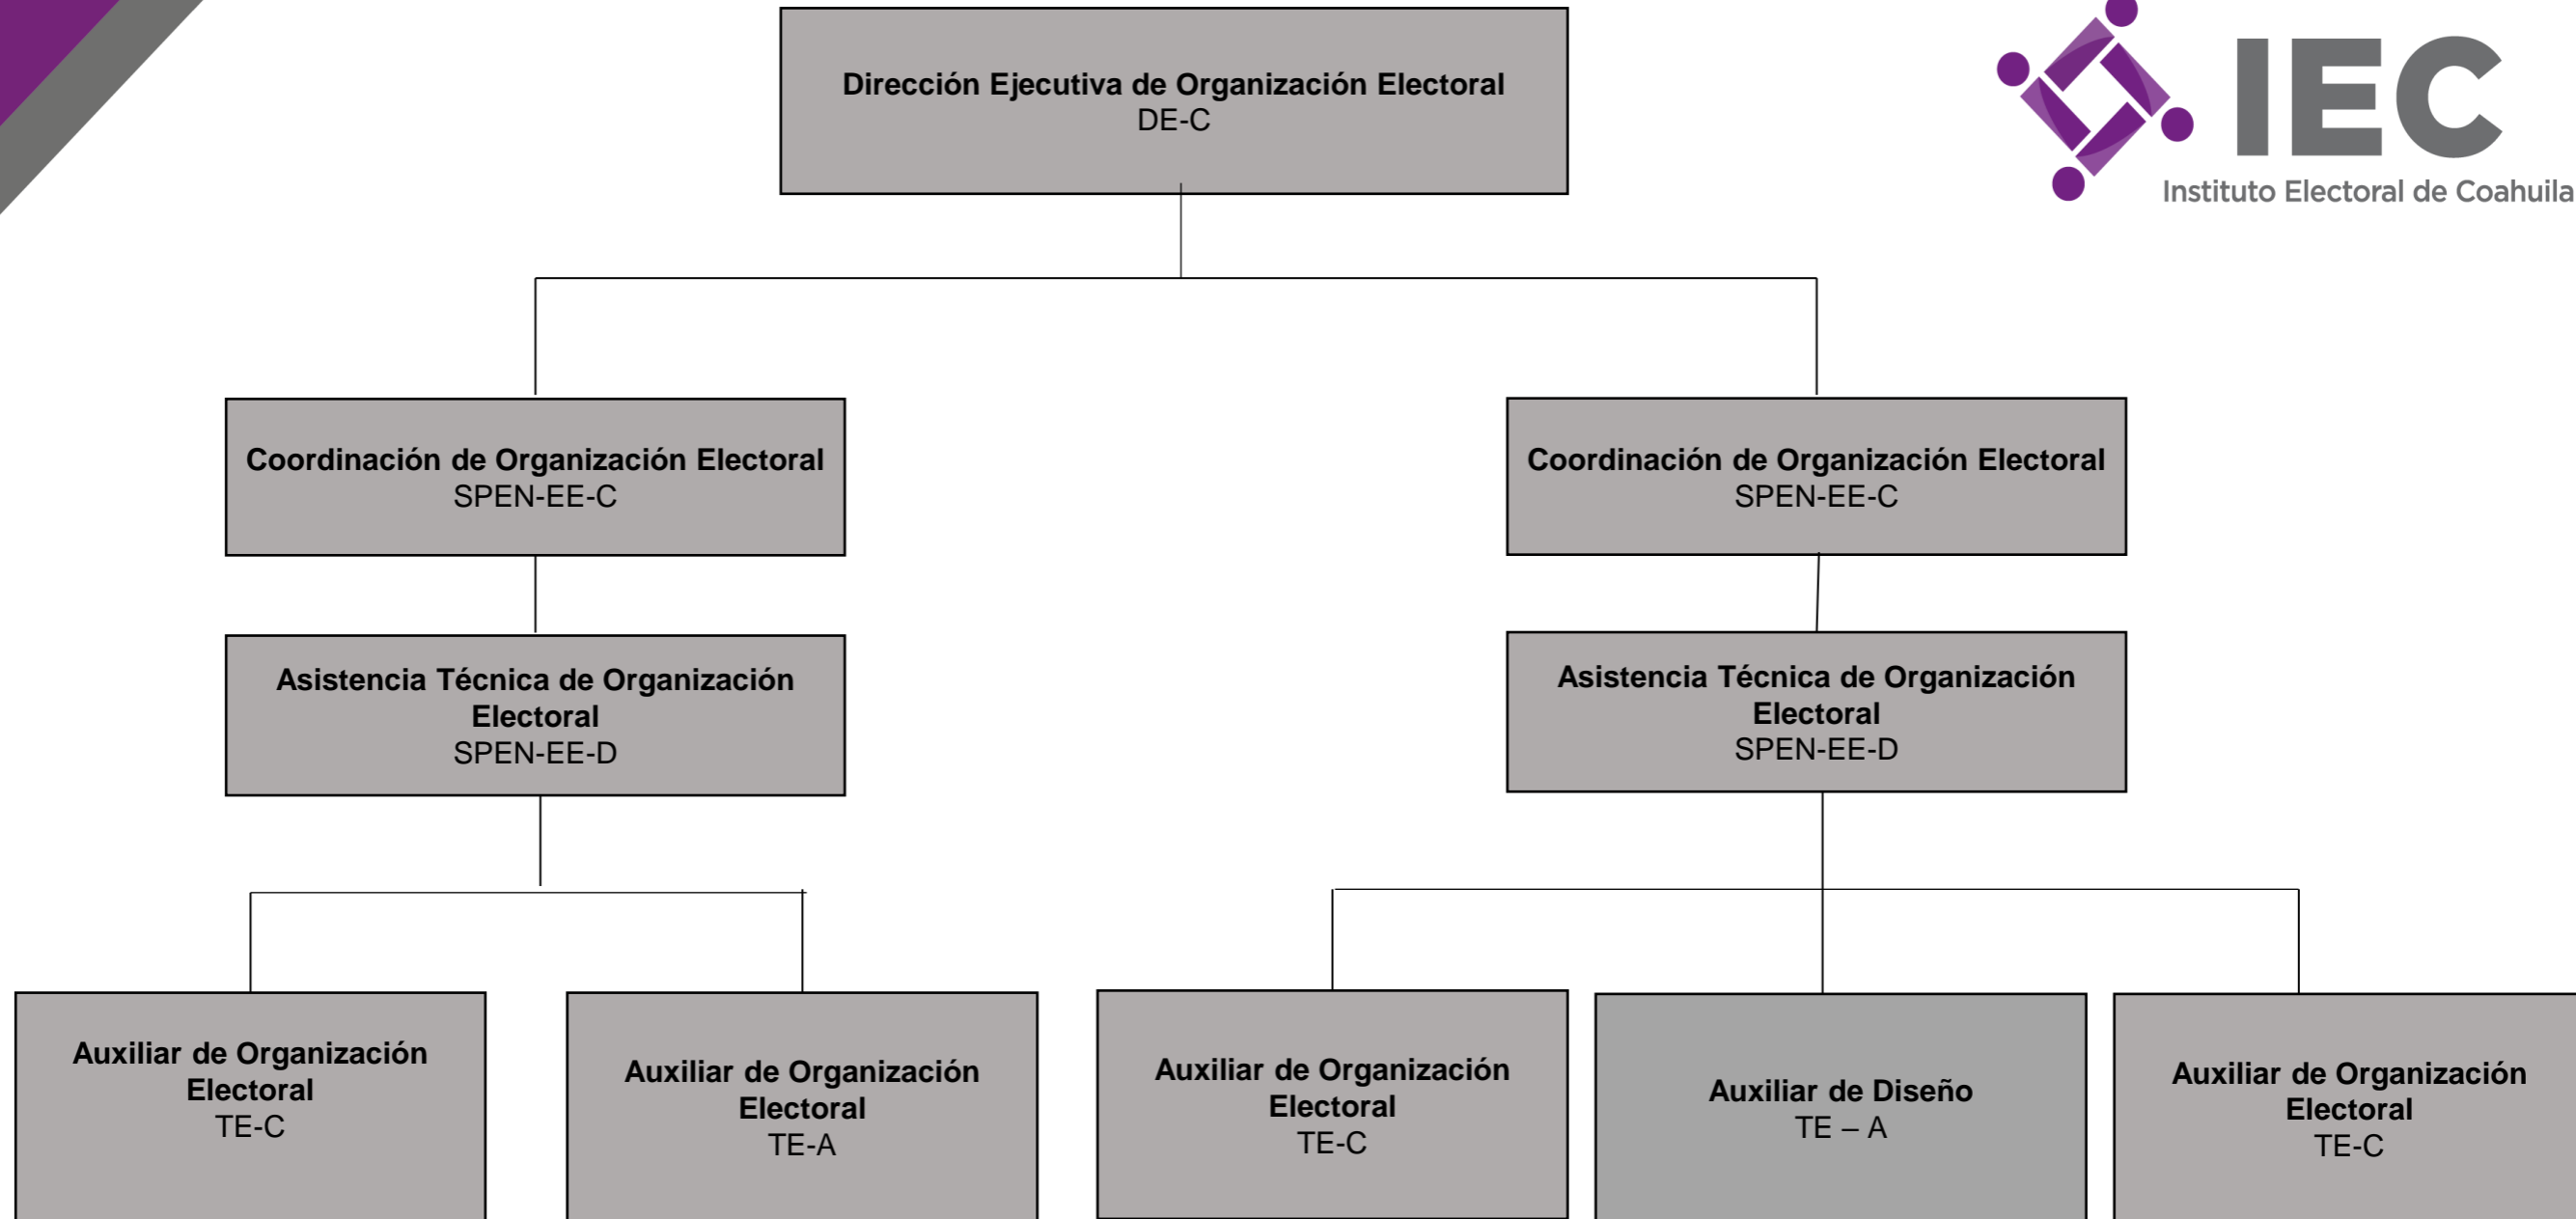 Dirección Ejecutiva de Organización Electoral
DE-C
IEC
Instituto Electoral de Coahuila
Coordinación de Organización Electoral
SPEN-EE-C
Coordinación de Organización Electoral
SPEN-EE-C
Asistencia Técnica de Organización
Electoral
SPEN-EE-D
Asistencia Técnica de Organización
Electoral
SPEN-EE-D
Auxiliar de Organización
Electoral
TE-C
Auxiliar de Organización
Electoral
TE-A
Auxiliar de Organización
Electoral
TE-C
Auxiliar de Diseño
TE – A
Auxiliar de Organización
Electoral
TE-C